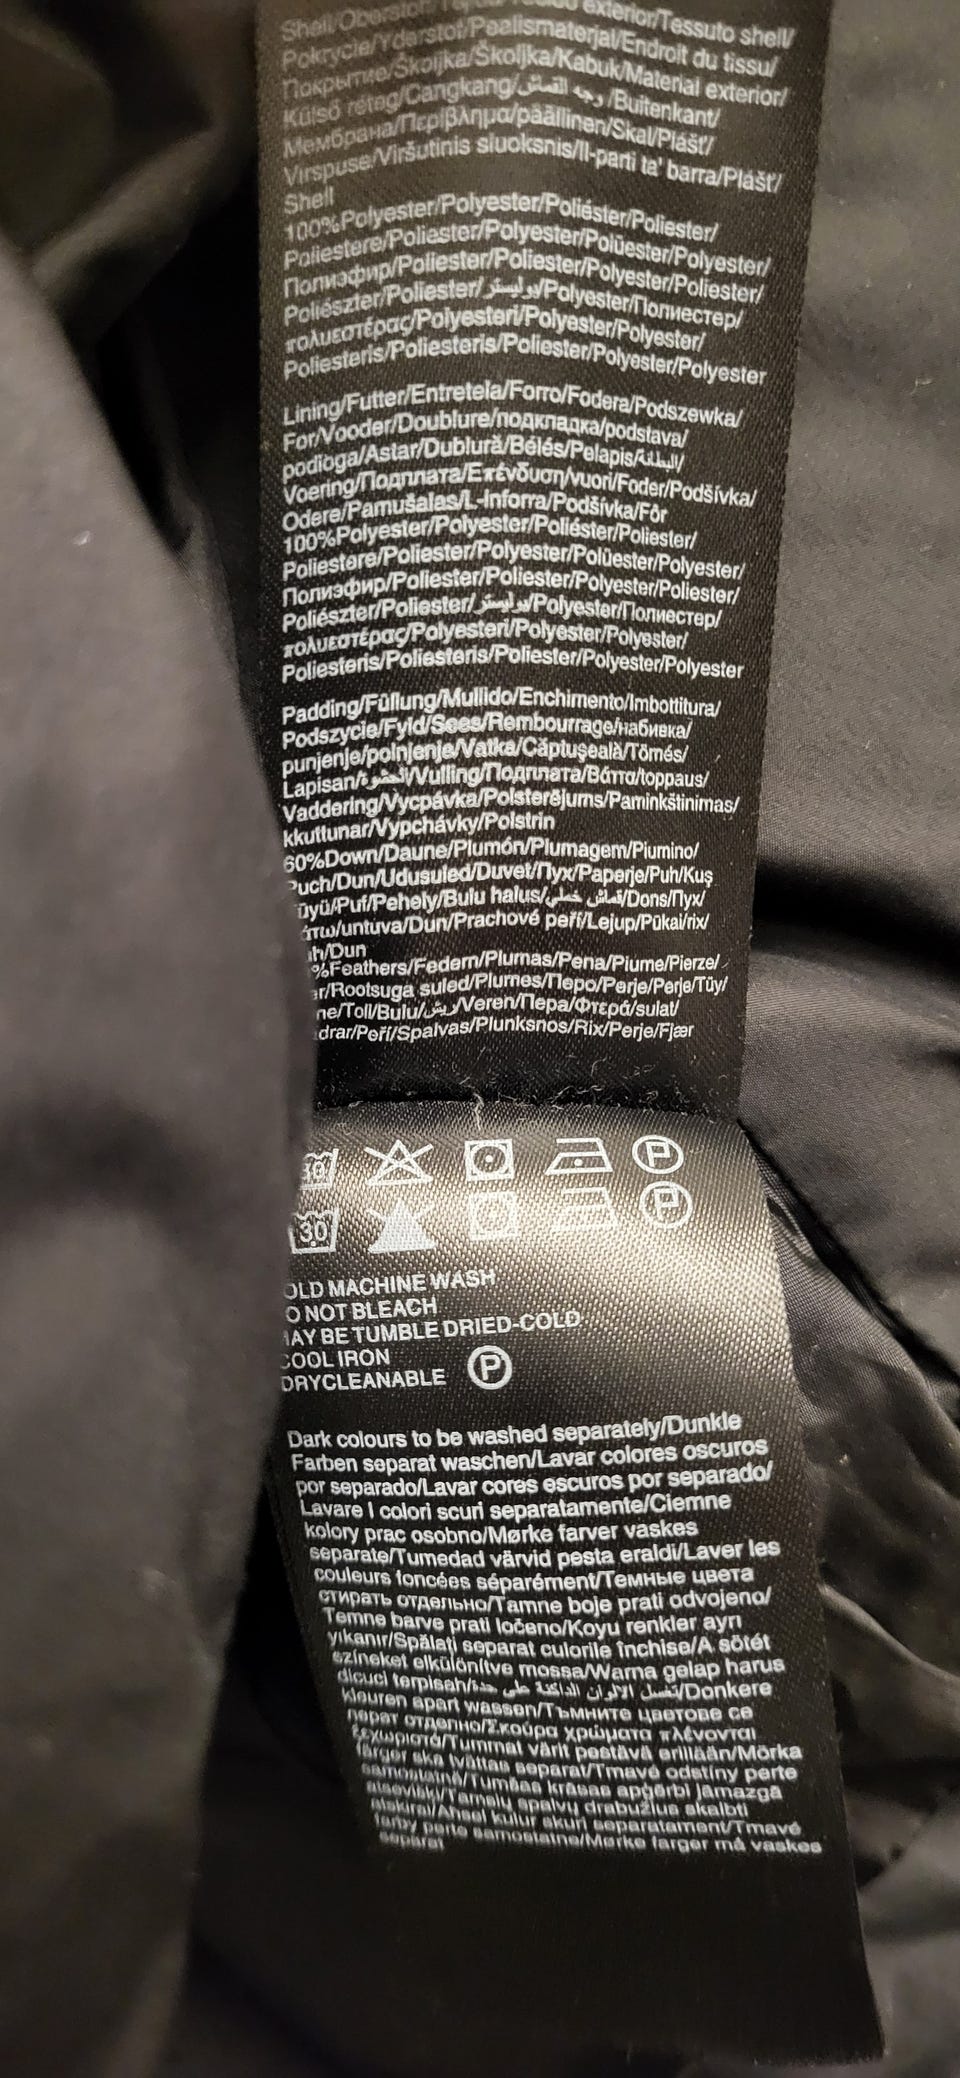 Shell/Oberstoff/ exterior/Tessuto shell/
Pokrycie/Yderstof/Pealismaterjal/Endroit du tissu/
Покрытие/Školjka/Školjka/Kabuk/Material exterior/
Külső réteg/Cangkang/وجه القماش/Buitenkant/
Мембрана/Περίβλημα/päällinen/Skal/Plášť/
Virspuse/Viršutinis sluoksnis/Il-parti ta' barra/Plášť/
Shell
100%Polyester/Polyester/Poliéster/Poliester/
Poliestere/Poliester/Polyester/Polüester/Polyester/
Полиэфир/Poliester/Poliester/Polyester/Poliester/
Poliészter/Poliester/بوليستر/Polyester/Полиестер/
πολυεστέρας/Polyesteri/Polyester/Polyester/
Poliesteris/Poliesteris/Poliester/Polyester/Polyester
Lining/Futter/Entretela/Forro/Fodera/Podszewka/
For/Vooder/Doublure/подкладка/podstava/
podloga/Astar/Dublură/Bélés/Pelapis/البطانة/
Voering/Подплата/Επένδυση/vuori/Foder/Podšívka/
Odere/Pamušalas/L-Inforra/Podšívka/Fôr
100%Polyester/Polyester/Poliéster/Poliester/
Poliestere/Poliester/Polyester/Polüester/Polyester/
Полиэфир/Poliester/Poliester/Polyester/Poliester/
Poliészter/Poliester/بوليستر/Polyester/Полиестер/
πολυεστέρας/Polyesteri/Polyester/Polyester/
Poliesteris/Poliesteris/Poliester/Polyester/Polyester
Padding/Füllung/Mullido/Enchimento/Imbottitura/
Podszycie/Fyld/Sees/Rembourrage/набивка/
punjenje/polnjenje/Vatka/Căptuşeală/Tömés/
Lapisan/الحشوة/Vulling/Подплата/Βάττα/toppaus/
Vaddering/Vycpávka/Polsterējums/Paminkštinimas/
kkuttunar/Vypchávky/Polstrin
60%Down/Daune/Plumón/Plumagem/Piumino/
Puch/Dun/Udusuled/Duvet/Пух/Paperje/Puh/Kuş
üyü/Puf/Pehely/Bulu halus/قماش خملي/Dons/Пух/
untuva/Dun/Prachové peří/Lejup/Pūkai/rix/
h/Dun
%Feathers/Federn/Plumas/Pena/Piume/Pierze/
r/Rootsuga suled/Plumes/Перо/Perje/Perje/Tüy/
ne/Toll/Bulu/ريش/Veren/Пера/Φτερά/sulat/
drar/Peří/Spalvas/Plunksnos/Rix/Perje/Fjær
30 P
30 P
OLD MACHINE WASH
O NOT BLEACH
AY BE TUMBLE DRIED-COLD
COOL IRON
DRYCLEANABLE P
Dark colours to be washed separately/Dunkle
Farben separat waschen/Lavar colores oscuros
por separado/Lavar cores escuros por separado/
Lavare I colori scuri separatamente/Ciemne
kolory prac osobno/Mørke farver vaskes
separate/Tumedad värvid pesta eraldi/Laver les
couleurs foncées séparément/Темные цвета
стирать отдельно/Tamne boje prati odvojeno/
Temne barve prati ločeno/Koyu renkler ayrı
yıkanır/Spălaţi separat culorile închise/A sötét
színeket elkülönítve mossa/Warna gelap harus
dicuci terpisah/تغسل الألوان الداكنة على حدة/Donkere
kleuren apart wassen/Тъмните цветове се
перат отделно/Σκούρα χρώματα πλένονται
ξεχωριστά/Tummat värit pestävä erillään/Mörka
färger ska tvättas separat/Tmavé odstíny perte
samostatně/Tumšas krāsas apģērbi jāmazgā
atsevišķi/Tamsių spalvų drabužius skalbti
separatament/Tmavé
farby perte samostatne/Mørke farger må vaskes
separat